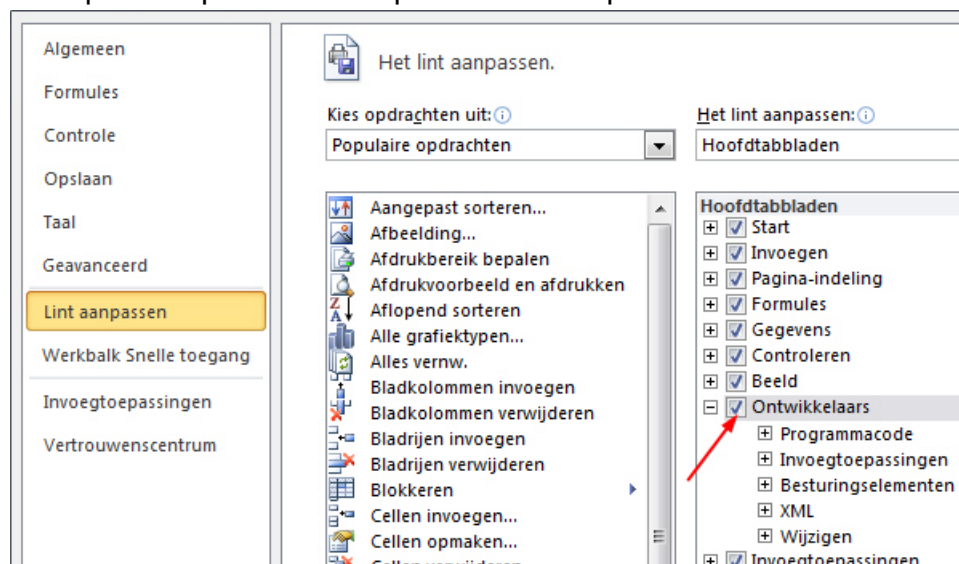 Algemeen
Formules
Controle
Opslaan
Taal
Geavanceerd
Lint aanpassen
Werkbalk Snelle toegang
Invoegtoepassingen
Vertrouwenscentrum
Het lint aanpassen.
Kies opdrachten uit:
Populaire opdrachten
Aangepast sorteren...
Afbeelding...
Afdrukbereik bepalen
Afdrukvoorbeeld en afdrukken
Aflopend sorteren
Alle grafiektypen...
Alles vernw.
Bladkolommen invoegen
Bladkolommen verwijderen
Bladrijen invoegen
Bladrijen verwijderen
Blokkeren
Cellen invoegen...
Cellen opmaken...
Het lint aanpassen:
Hoofdtabbladen
Hoofdtabbladen
Start
Invoegen
Pagina-indeling
Formules
Gegevens
Controleren
Beeld
Ontwikkelaars
Programmacode
Invoegtoepassingen
Besturingselementen
XML
Wijzigen
Invoegtoepassingen